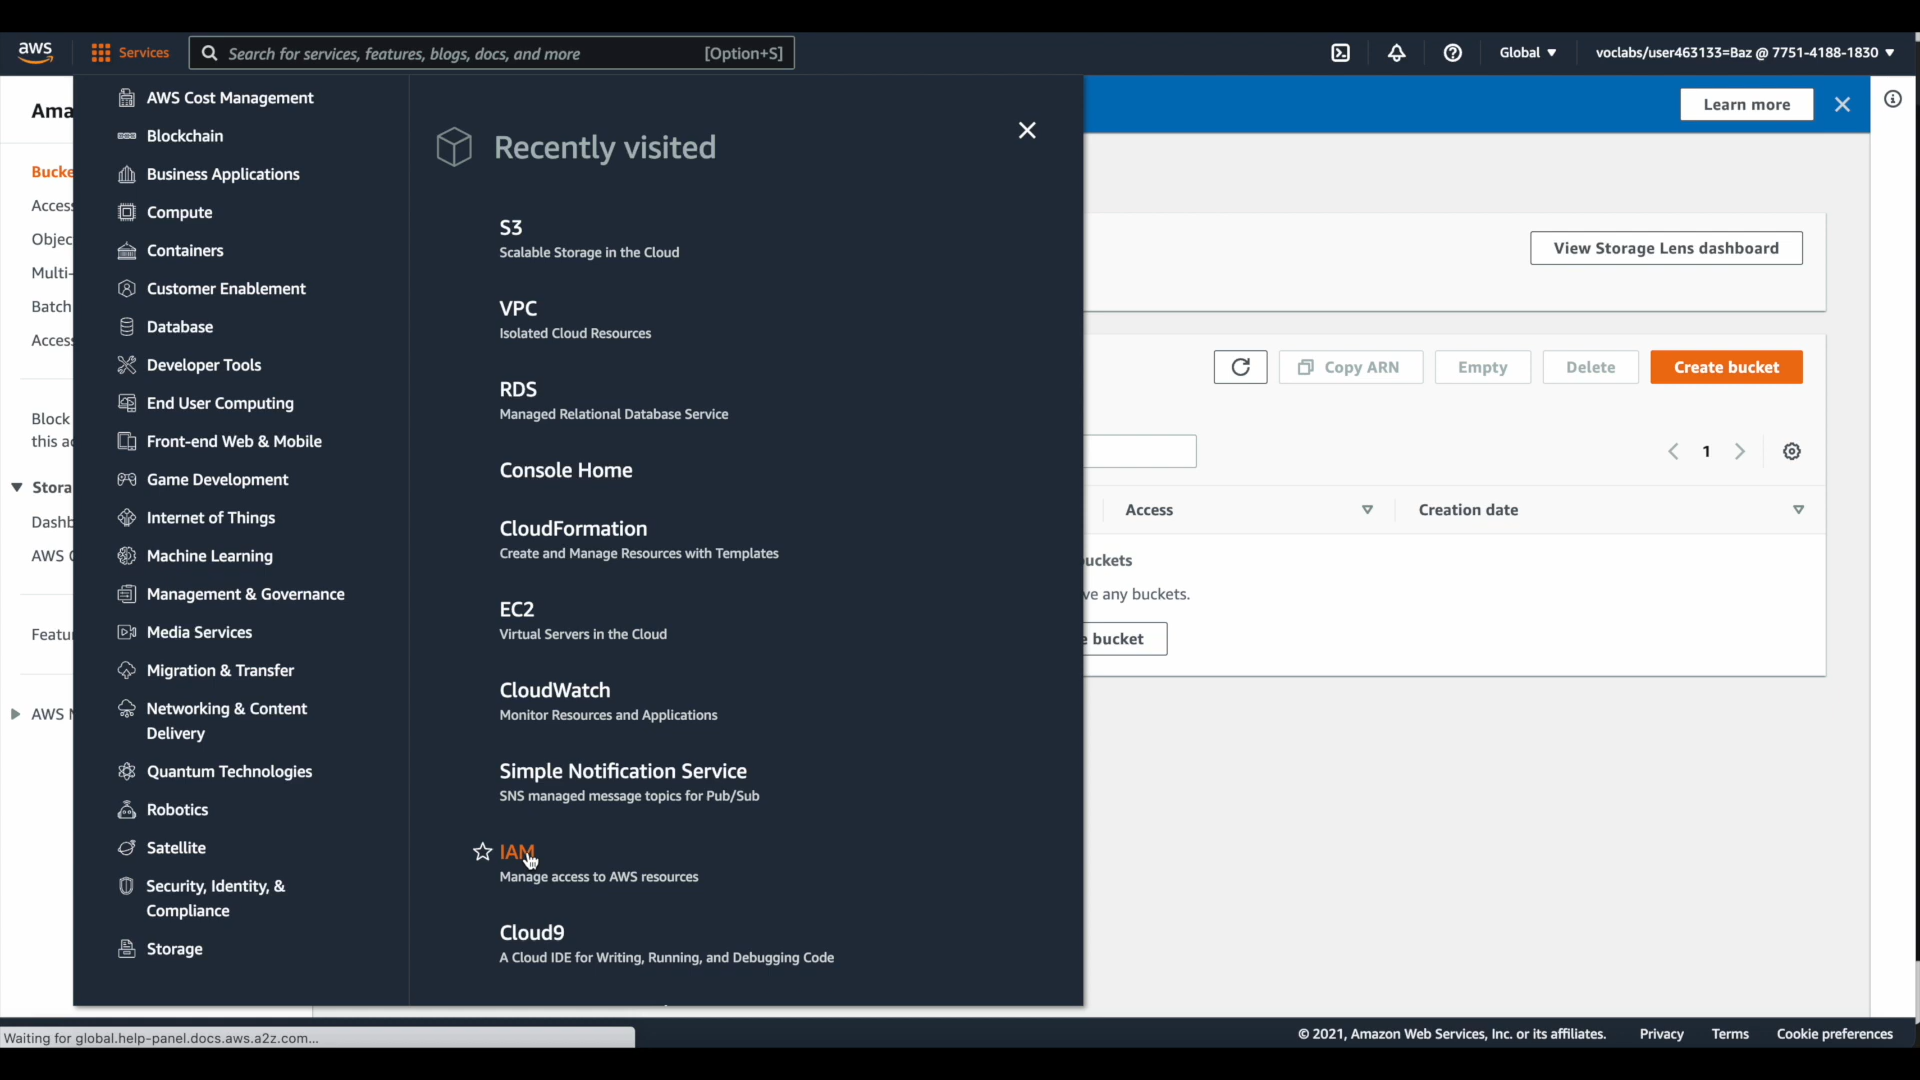 aws
Services
Search for services, features, blogs, docs, and more
[Option+S]
Global
voclabs/user463133=Baz @ 7751-4188-1830
Ama
Bucke
Access
Objec
Multi-
Batch
Access
Block
this ac
Stora
Dashb
AWS O
Featu
AWS M
AWS Cost Management
Blockchain
Business Applications
Compute
Containers
Customer Enablement
Database
Developer Tools
End User Computing
Front-end Web & Mobile
Game Development
Internet of Things
Machine Learning
Management & Governance
Media Services
Migration & Transfer
Networking & Content
Delivery
Quantum Technologies
Robotics
Satellite
Security, Identity, &
Compliance
Storage
Recently visited
S3
Scalable Storage in the Cloud
VPC
Isolated Cloud Resources
RDS
Managed Relational Database Service
Console Home
CloudFormation
Create and Manage Resources with Templates
EC2
Virtual Servers in the Cloud
CloudWatch
Monitor Resources and Applications
Simple Notification Service
SNS managed message topics for Pub/Sub
IAM
Manage access to AWS resources
Cloud9
A Cloud IDE for Writing, Running, and Debugging Code
Learn more
View Storage Lens dashboard
Copy ARN
Empty
Delete
Create bucket
1
Access
Creation date
uckets
ve any buckets.
e bucket
Waiting for global.help-panel.docs.aws.a2z.com...
© 2021, Amazon Web Services, Inc. or its affiliates.
Privacy
Terms
Cookie preferences